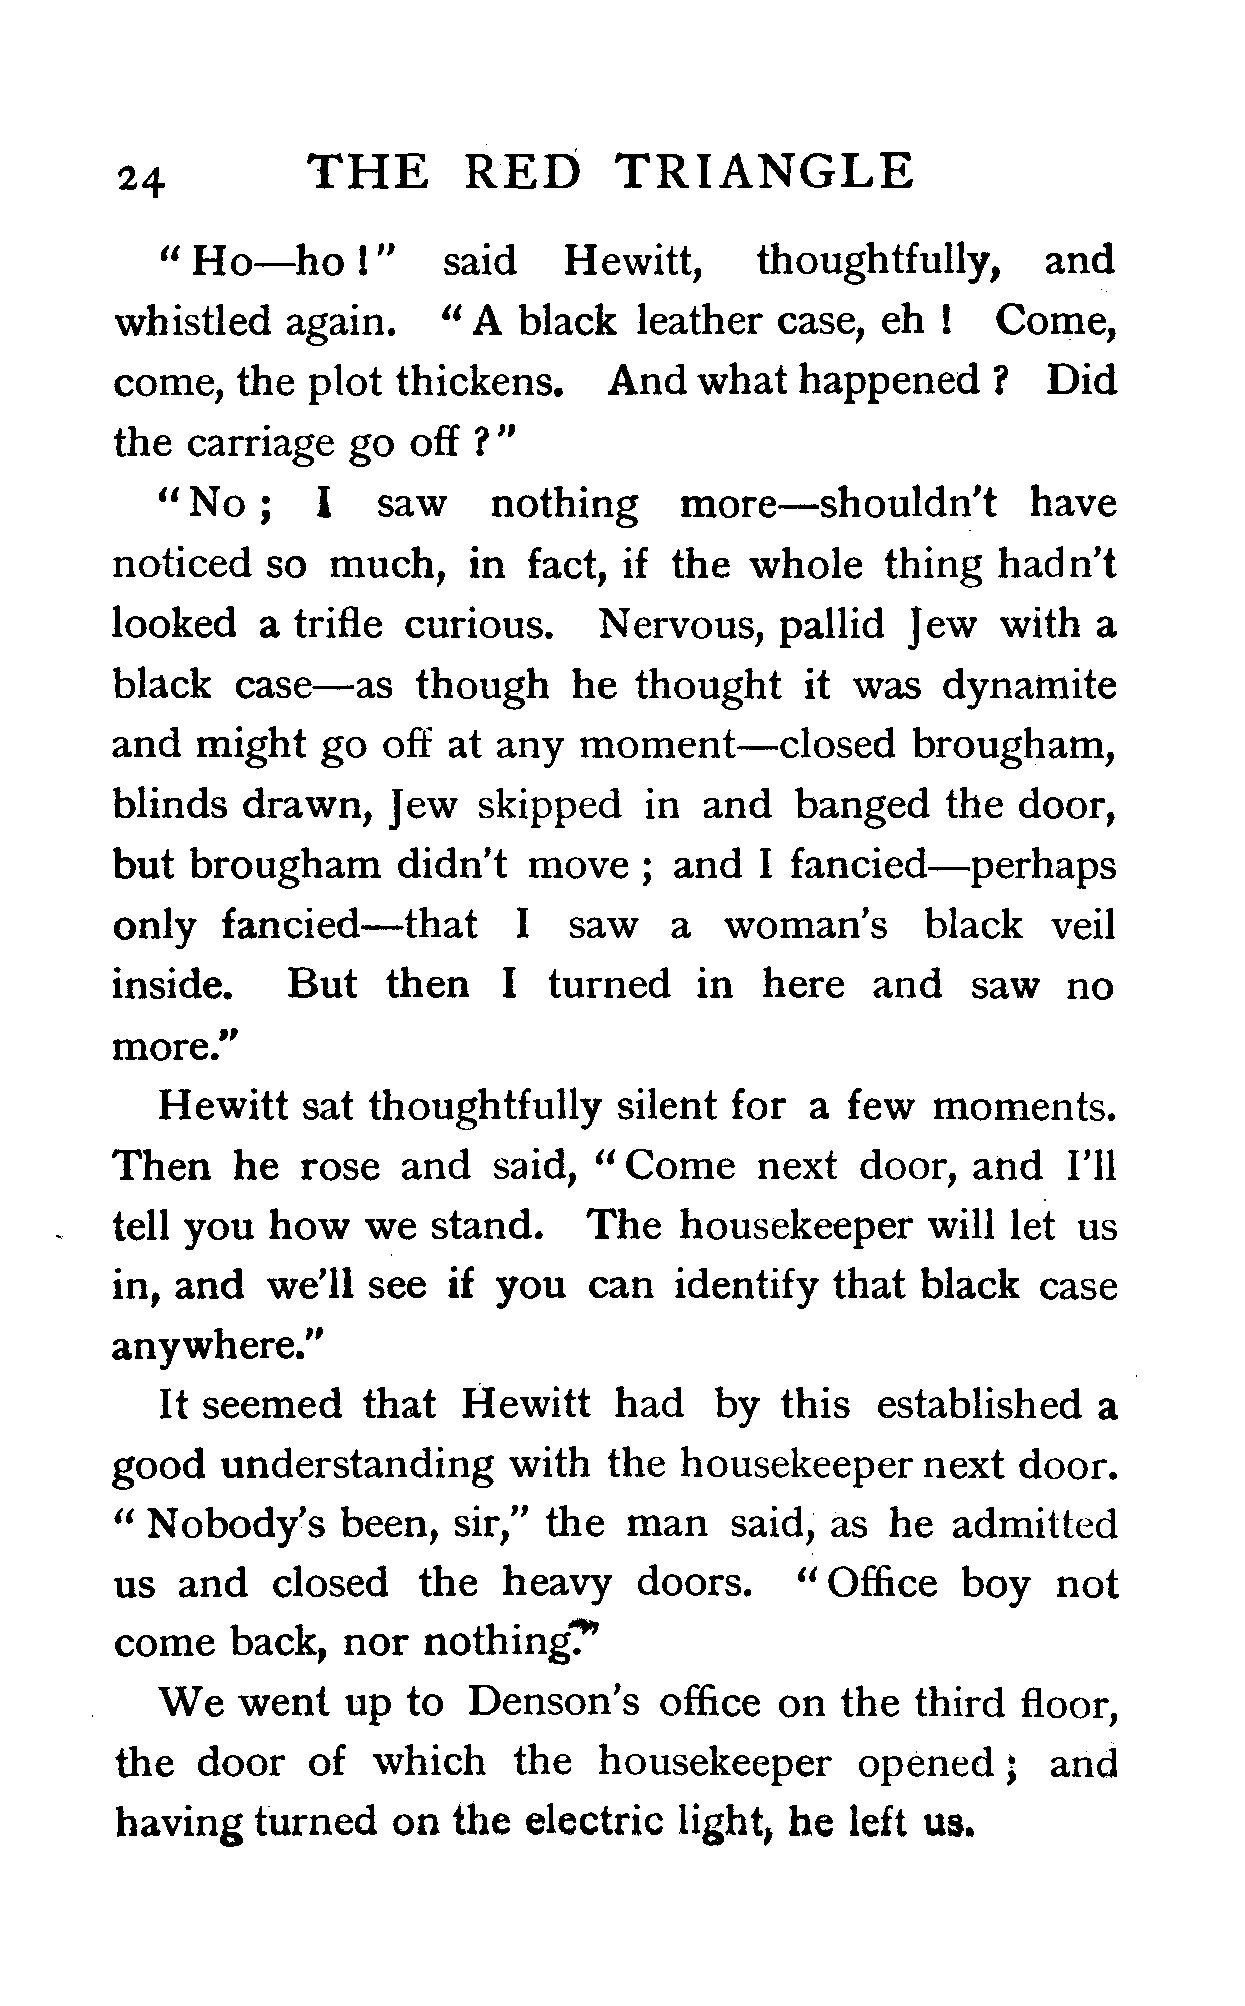 24 THE RED TRIANGLE
“ Ho—ho !” said Hewitt, thoughtfully, and
whistled again. “ A black leather case, eh ! Come,
come, the plot thickens. And what happened ? Did
the carriage go off ?”
“ No ; I saw nothing more—shouldn't have
noticed so much, in fact, if the whole thing hadn't
looked a trifle curious. Nervous, pallid Jew with a
black case—as though he thought it was dynamite
and might go off at any moment—closed brougham,
blinds drawn, Jew skipped in and banged the door,
but brougham didn't move ; and I fancied—perhaps
only fancied—that I saw a woman's black veil
inside. But then I turned in here and saw no
more.”
Hewitt sat thoughtfully silent for a few moments.
Then he rose and said, “ Come next door, and I'll
tell you how we stand. The housekeeper will let us
in, and we'll see if you can identify that black case
anywhere.”
It seemed that Hewitt had by this established a
good understanding with the housekeeper next door.
“ Nobody's been, sir,” the man said, as he admitted
us and closed the heavy doors. “ Office boy not
come back, nor nothing.”
We went up to Denson's office on the third floor,
the door of which the housekeeper opened ; and
having turned on the electric light, he left us.